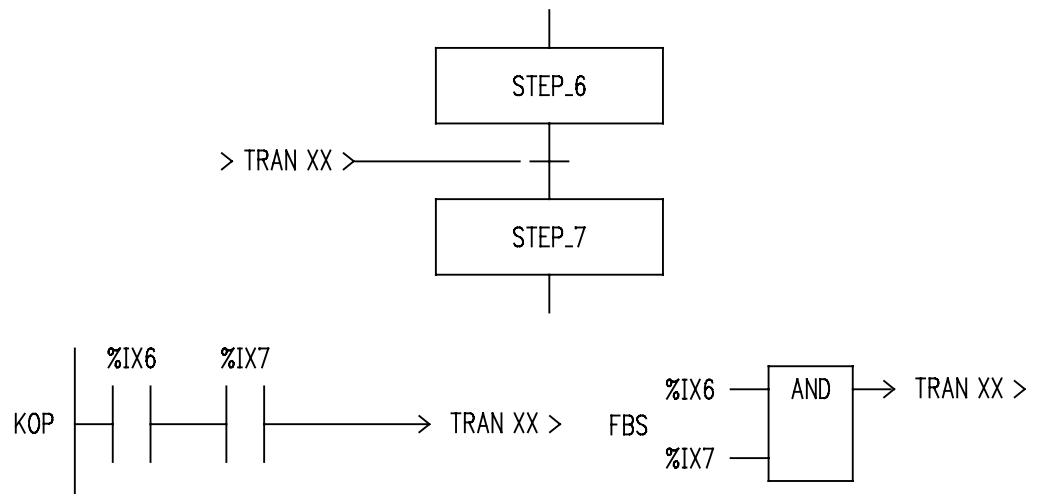 STEP_6
> TRAN XX >
STEP_7
%IX6 %IX7
KOP
TRAN XX >
FBS
%IX6
%IX7
AND
TRAN XX >